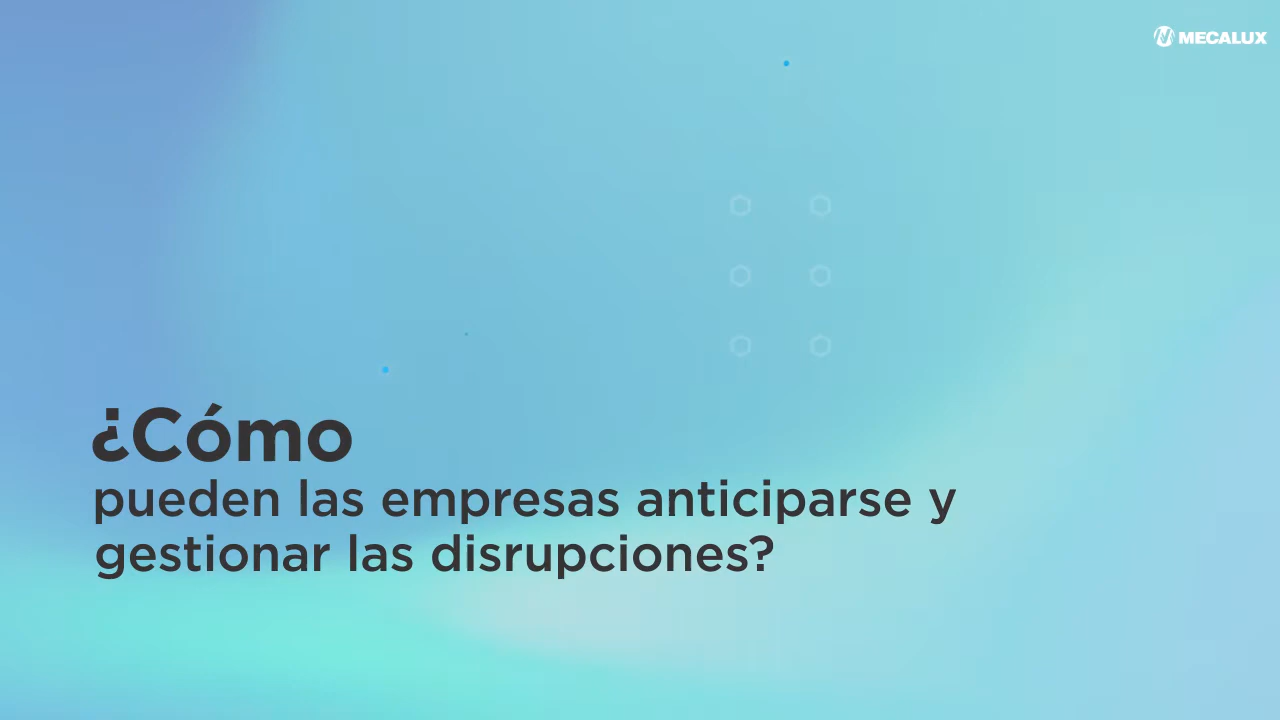 MECALUX
¿Cómo
pueden las empresas anticiparse y
gestionar las disrupciones?